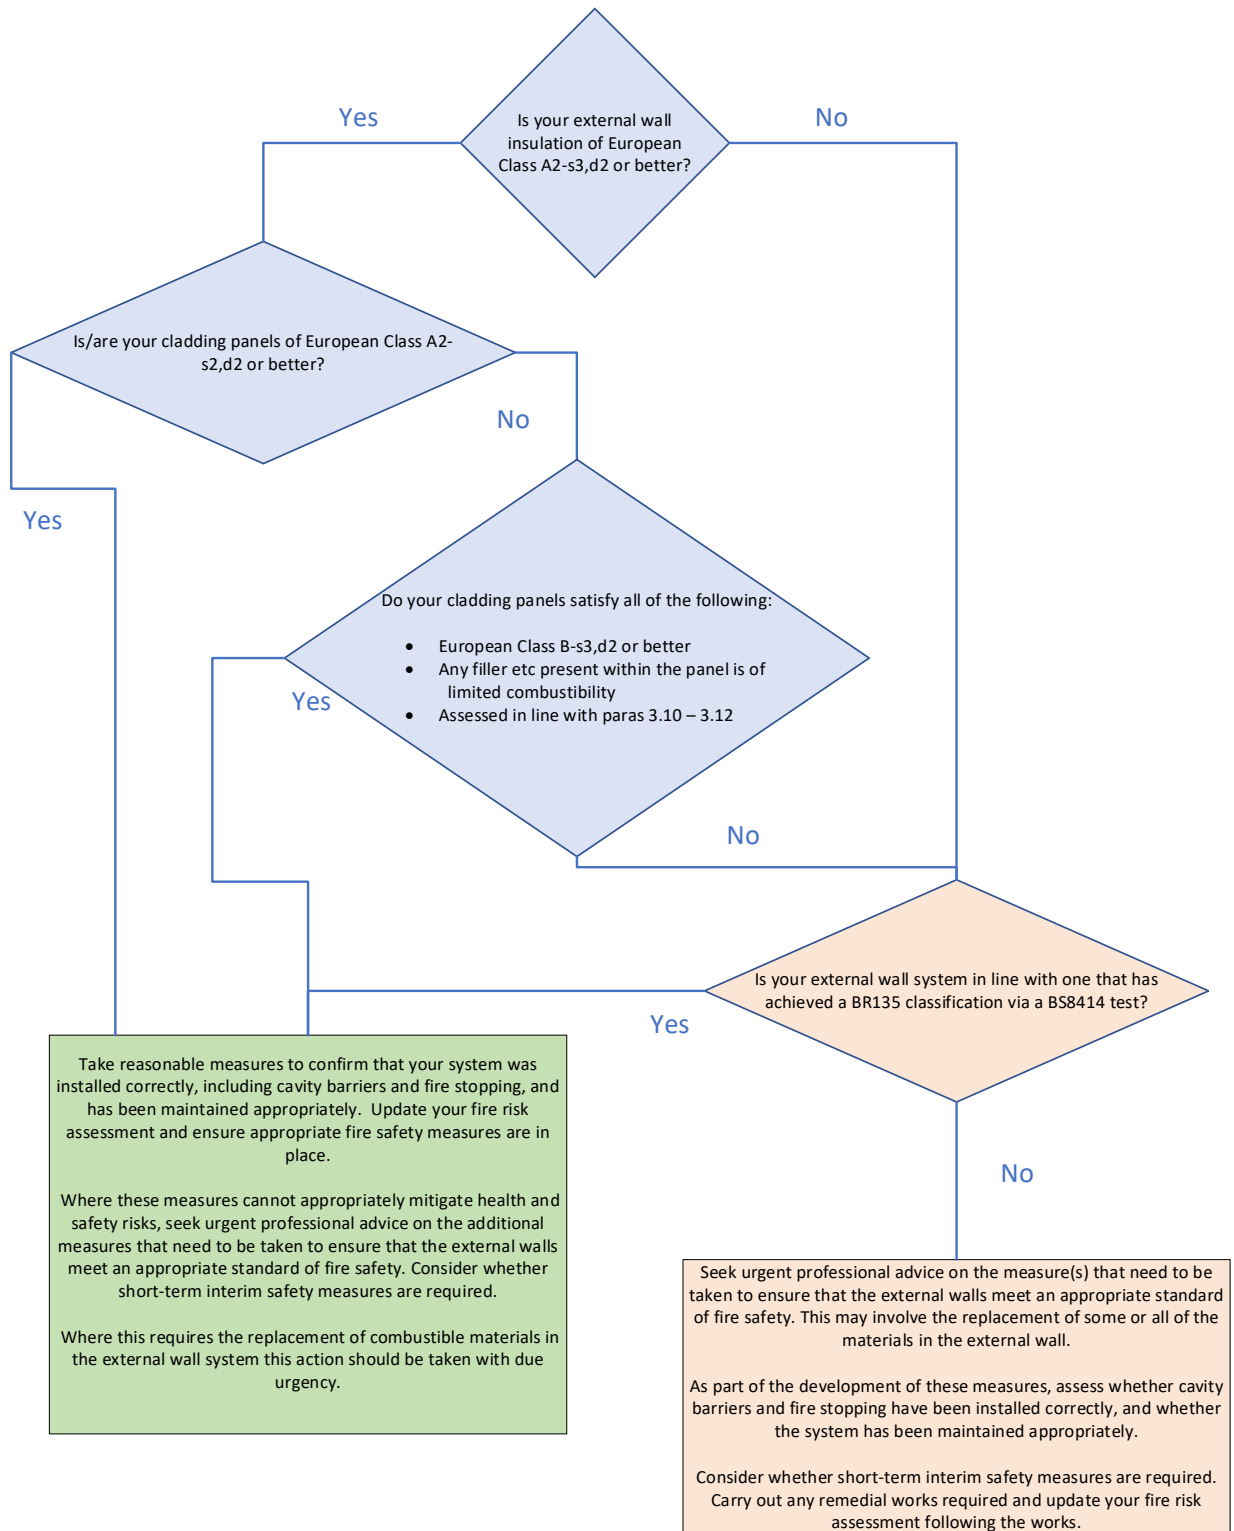 Yes
Is your external wall
insulation of European
Class A2-s3,d2 or better?
No
Is/are your cladding panels of European Class A2-
s2,d2 or better?
No
Yes
Do your cladding panels satisfy all of the following:
• European Class B-s3,d2 or better
• Any filler etc present within the panel is of
limited combustibility
• Assessed in line with paras 3.10 – 3.12
Yes
No
Is your external wall system in line with one that has
achieved a BR135 classification via a BS8414 test?
Yes
No
Take reasonable measures to confirm that your system was
installed correctly, including cavity barriers and fire stopping, and
has been maintained appropriately.  Update your fire risk
assessment and ensure appropriate fire safety measures are in
place.
Where these measures cannot appropriately mitigate health and
safety risks, seek urgent professional advice on the additional
measures that need to be taken to ensure that the external walls
meet an appropriate standard of fire safety. Consider whether
short-term interim safety measures are required.
Where this requires the replacement of combustible materials in
the external wall system this action should be taken with due
urgency.
Seek urgent professional advice on the measure(s) that need to be
taken to ensure that the external walls meet an appropriate standard
of fire safety. This may involve the replacement of some or all of the
materials in the external wall.
As part of the development of these measures, assess whether cavity
barriers and fire stopping have been installed correctly, and whether
the system has been maintained appropriately.
Consider whether short-term interim safety measures are required.
Carry out any remedial works required and update your fire risk
assessment following the works.